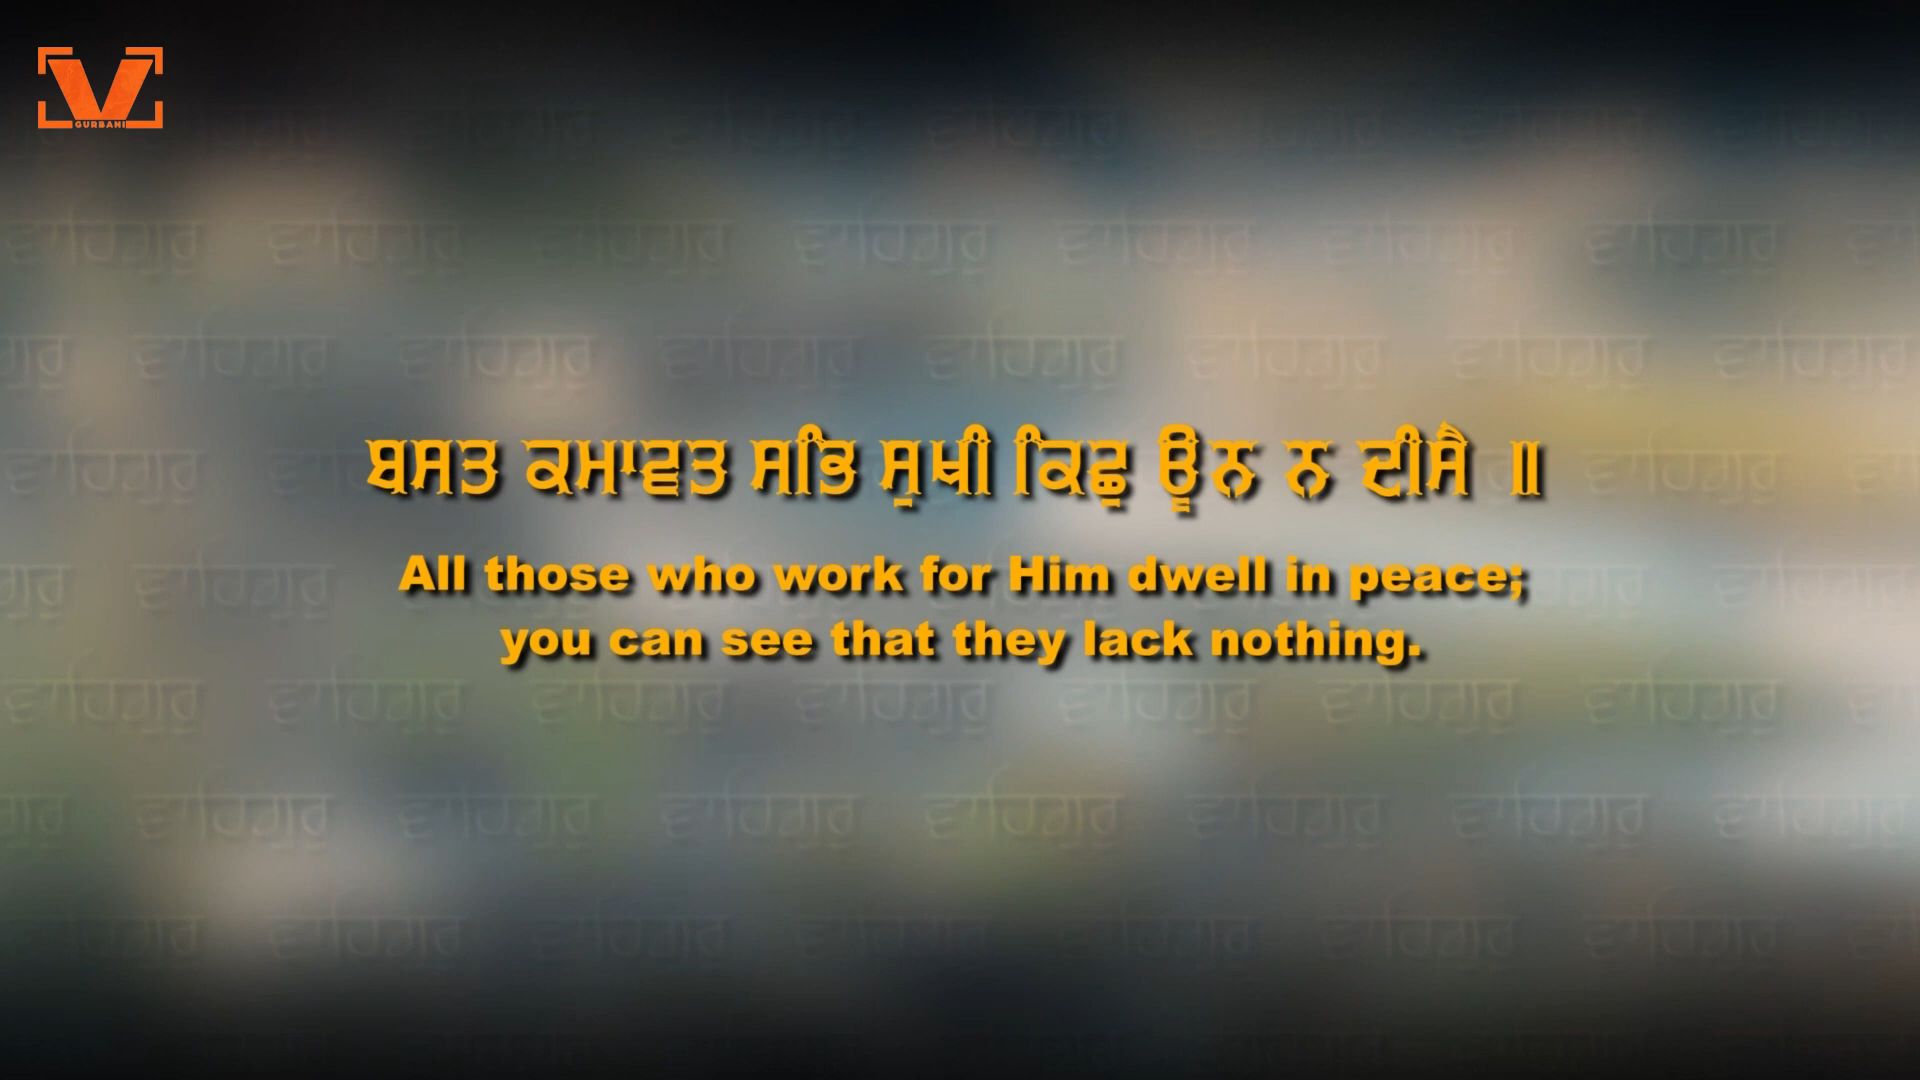 V
GURBANI
ਬਸਤ ਕਮਾਵਤ ਸਭਿ ਸੁਖੀ ਕਿਛੁ ਊਨ ਨ ਦੀਸੈ ॥
All those who work for Him dwell in peace;
you can see that they lack nothing.
ਵਾਹਿਗੁਰੂ